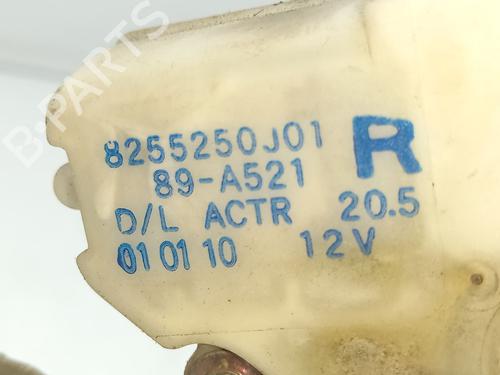 B-PARTS
8255250J01 R
89-A521
D/L ACTR 20.5
010110 12V